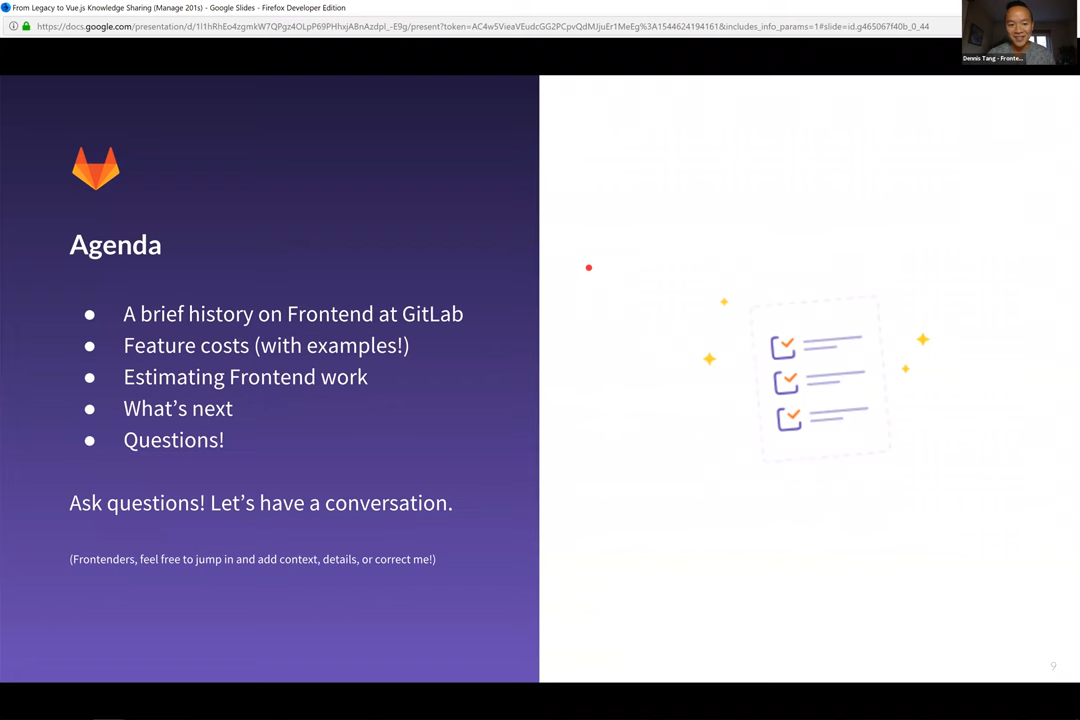 From Legacy to Vue.js Knowledge Sharing (Manage 201s) - Google Slides - Firefox Developer Edition
https://docs.google.com/presentation/d/1l1hRhEo4zgmkW7QPgz4OLpP69PHhxjABnAzdpl_-E9g/present?token=AC4w5VieaVEudcGG2PCpvQdMJjuEr1MeEg%3A1544624194161&includes_info_params=1#slide=id.g465067f40b_0_44
Dennis Tang - Fronte...
Agenda
● A brief history on Frontend at GitLab
● Feature costs (with examples!)
● Estimating Frontend work
● What's next
● Questions!
Ask questions! Let's have a conversation.
(Frontenders, feel free to jump in and add context, details, or correct me!)
9